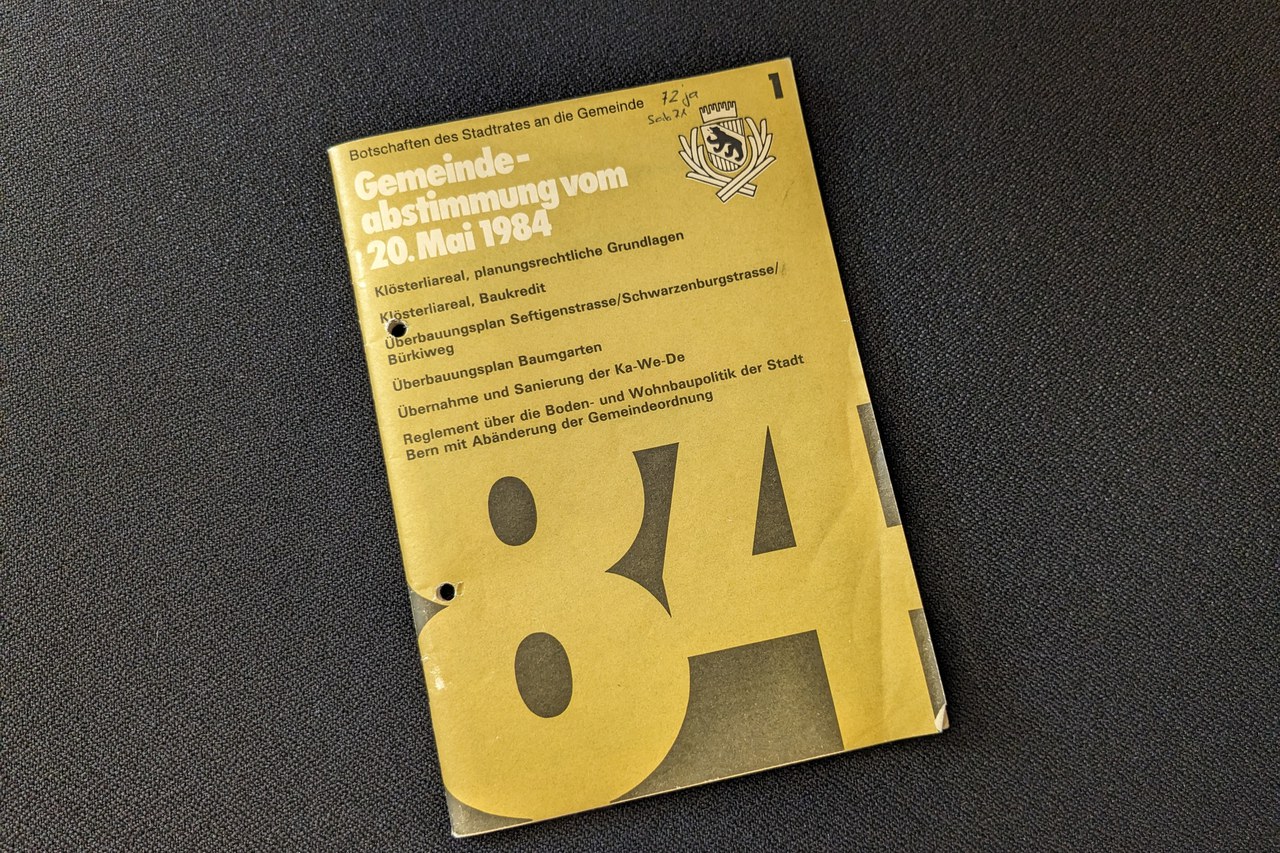 Botschaften des Stadtrates an die Gemeinde
72 ja
1
Gemeinde-
abstimmung vom
20. Mai 1984
Klösterliareal, planungsrechtliche Grundlagen
Klösterliareal, Baukredit
Überbauungsplan Seftigenstrasse/Schwarzenburgstrasse/
Bürkiweg
Überbauungsplan Baumgarten
Übernahme und Sanierung der Ka-We-De
Reglement über die Boden- und Wohnbaupolitik der Stadt
Bern mit Abänderung der Gemeindeordnung
84